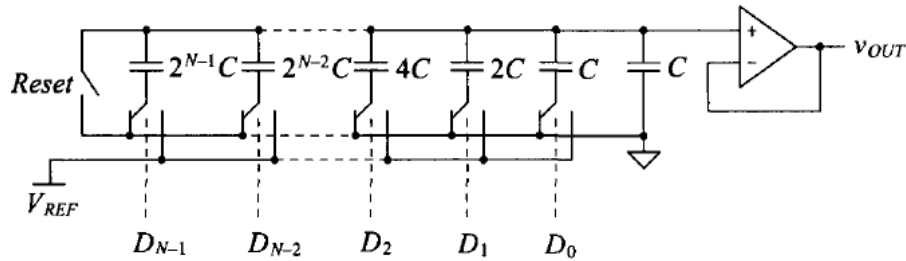 2^{N-1}C 2^{N-2}C 4C 2C C C
+
−
v_{OUT}
Reset
V_{REF}
D_{N-1} D_{N-2} D_2 D_1 D_0